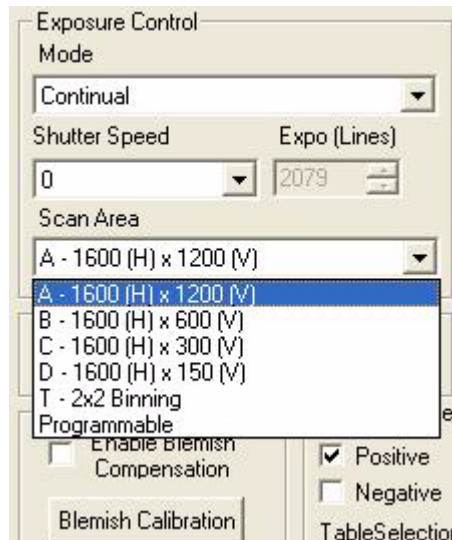 Exposure Control
Mode
Continual
Shutter Speed Expo (Lines)
0 2079
Scan Area
A - 1600 (H) x 1200 (V)
A - 1600 (H) x 1200 (V)
B - 1600 (H) x 600 (V)
C - 1600 (H) x 300 (V)
D - 1600 (H) x 150 (V)
T - 2x2 Binning
Programmable
Enable Blemish
Compensation
Positive
Negative
Blemish Calibration
TableSelection